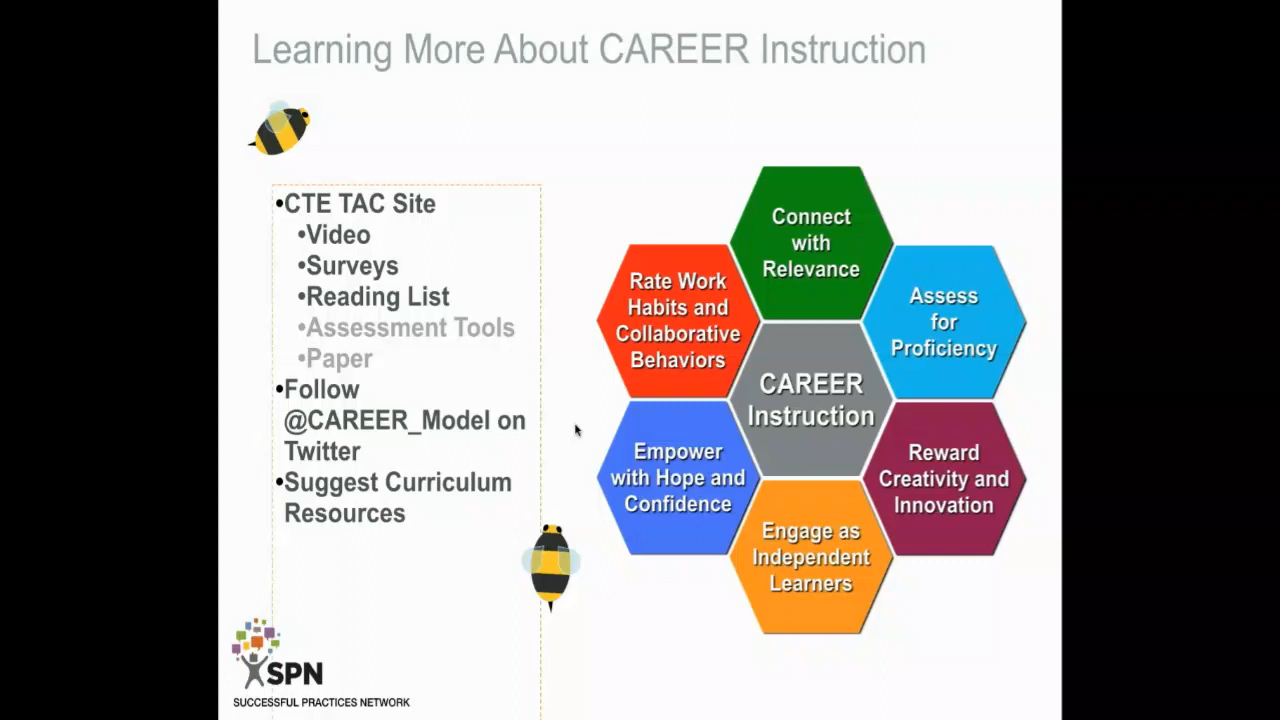 Learning More About CAREER Instruction
•CTE TAC Site
•Video
•Surveys
•Reading List
•Assessment Tools
•Paper
•Follow
@CAREER_Model on
Twitter
•Suggest Curriculum
Resources
Connect
with
Relevance
Assess
for
Proficiency
Reward
Creativity and
Innovation
Engage as
Independent
Learners
Empower
with Hope and
Confidence
Rate Work
Habits and
Collaborative
Behaviors
CAREER
Instruction
SPN
SUCCESSFUL PRACTICES NETWORK